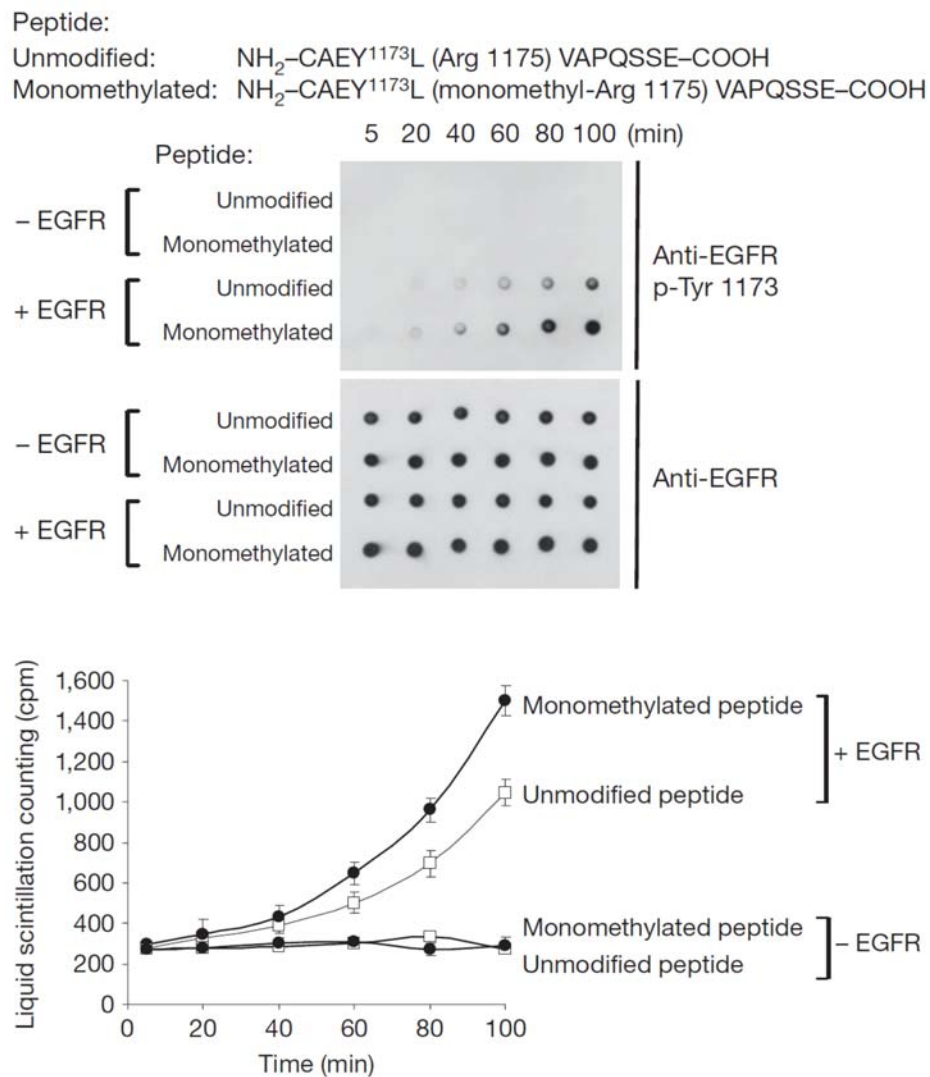 Peptide:
Unmodified: NH₂–CAEY¹¹⁷³L (Arg 1175) VAPQSSE–COOH
Monomethylated: NH₂–CAEY¹¹⁷³L (monomethyl-Arg 1175) VAPQSSE–COOH
5 20 40 60 80 100 (min)
Peptide:
– EGFR
Unmodified
Monomethylated
+ EGFR
Unmodified
Monomethylated
Anti-EGFR
p-Tyr 1173
– EGFR
Unmodified
Monomethylated
+ EGFR
Unmodified
Monomethylated
Anti-EGFR
Liquid scintillation counting (cpm)
1,600
1,400
1,200
1,000
800
600
400
200
0
0 20 40 60 80 100
Time (min)
Monomethylated peptide
Unmodified peptide
+ EGFR
Monomethylated peptide
Unmodified peptide
– EGFR